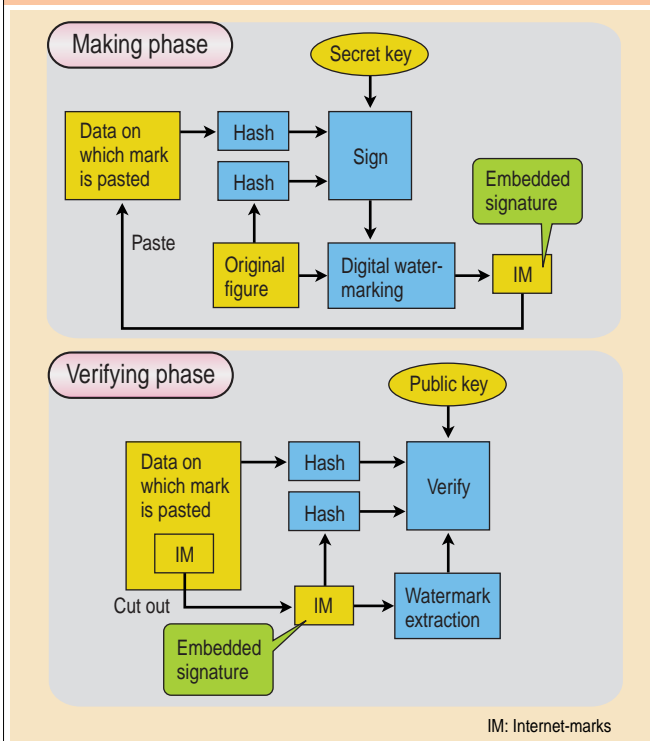 Making phase
Secret key
Data on
which mark
is pasted
Hash
Hash
Sign
Embedded
signature
Paste
Original
figure
Digital water-
marking
IM
Verifying phase
Public key
Data on
which mark
is pasted
IM
Hash
Hash
Verify
Cut out
IM
Watermark
extraction
Embedded
signature
IM: Internet-marks